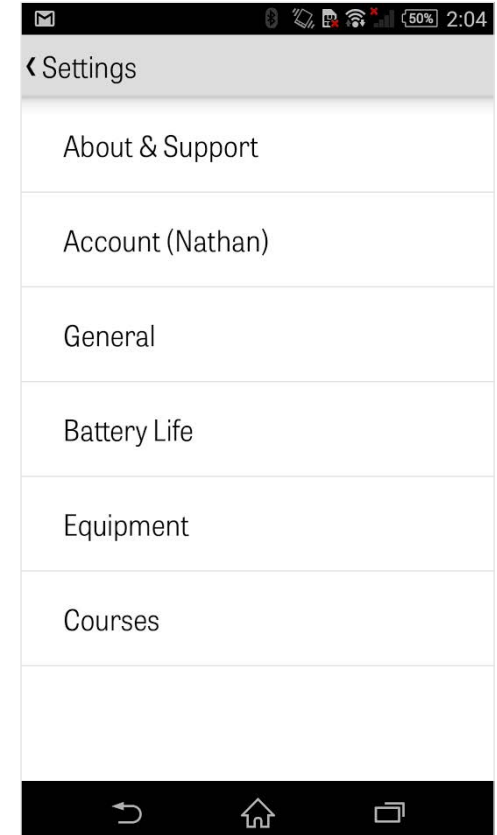 50% 2:04
Settings
About & Support
Account (Nathan)
General
Battery Life
Equipment
Courses